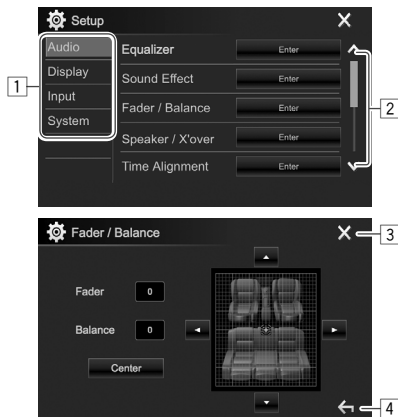 Setup
Audio
Display
Input
System
Equalizer Enter
Sound Effect Enter
Fader / Balance Enter
Speaker / X'over Enter
Time Alignment Enter
1
2
Fader / Balance
3
Fader 0
Balance 0
Center
4